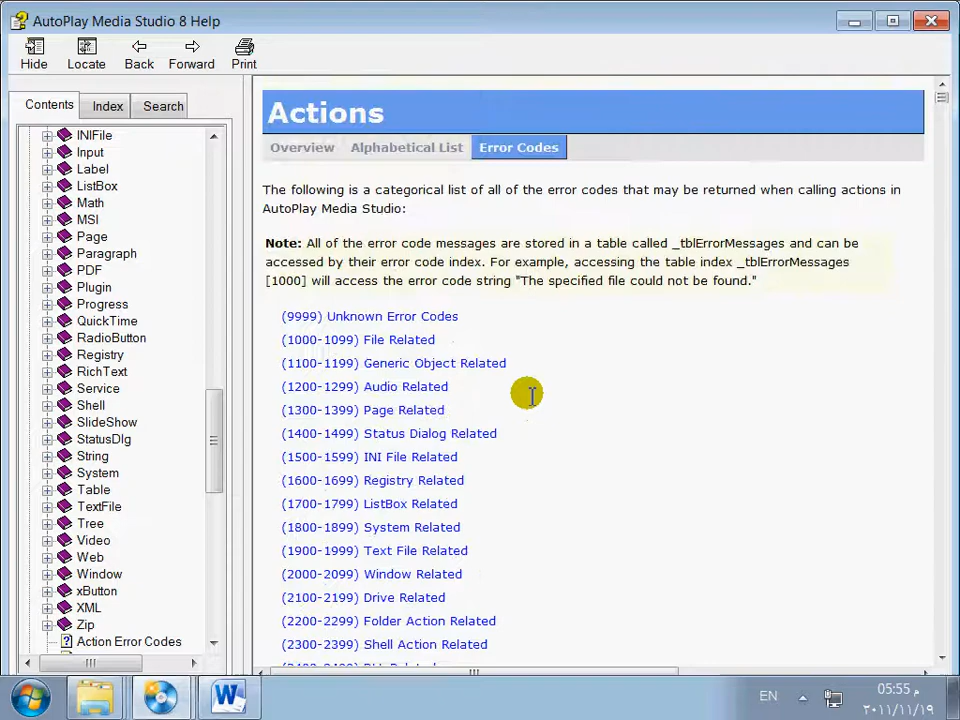 AutoPlay Media Studio 8 Help
Hide
Locate
Back
Forward
Print
Contents
Index
Search
INIFile
Input
Label
ListBox
Math
MSI
Page
Paragraph
PDF
Plugin
Progress
QuickTime
RadioButton
Registry
RichText
Service
Shell
SlideShow
StatusDlg
String
System
Table
TextFile
Tree
Video
Web
Window
xButton
XML
Zip
Action Error Codes
Actions
Overview Alphabetical List Error Codes
The following is a categorical list of all of the error codes that may be returned when calling actions in
AutoPlay Media Studio:
Note: All of the error code messages are stored in a table called _tblErrorMessages and can be
accessed by their error code index. For example, accessing the table index _tblErrorMessages
[1000] will access the error code string "The specified file could not be found."
(9999) Unknown Error Codes
(1000-1099) File Related
(1100-1199) Generic Object Related
(1200-1299) Audio Related
(1300-1399) Page Related
(1400-1499) Status Dialog Related
(1500-1599) INI File Related
(1600-1699) Registry Related
(1700-1799) ListBox Related
(1800-1899) System Related
(1900-1999) Text File Related
(2000-2099) Window Related
(2100-2199) Drive Related
(2200-2299) Folder Action Related
(2300-2399) Shell Action Related
EN
05:55 م
٢٠١١/١١/١٩